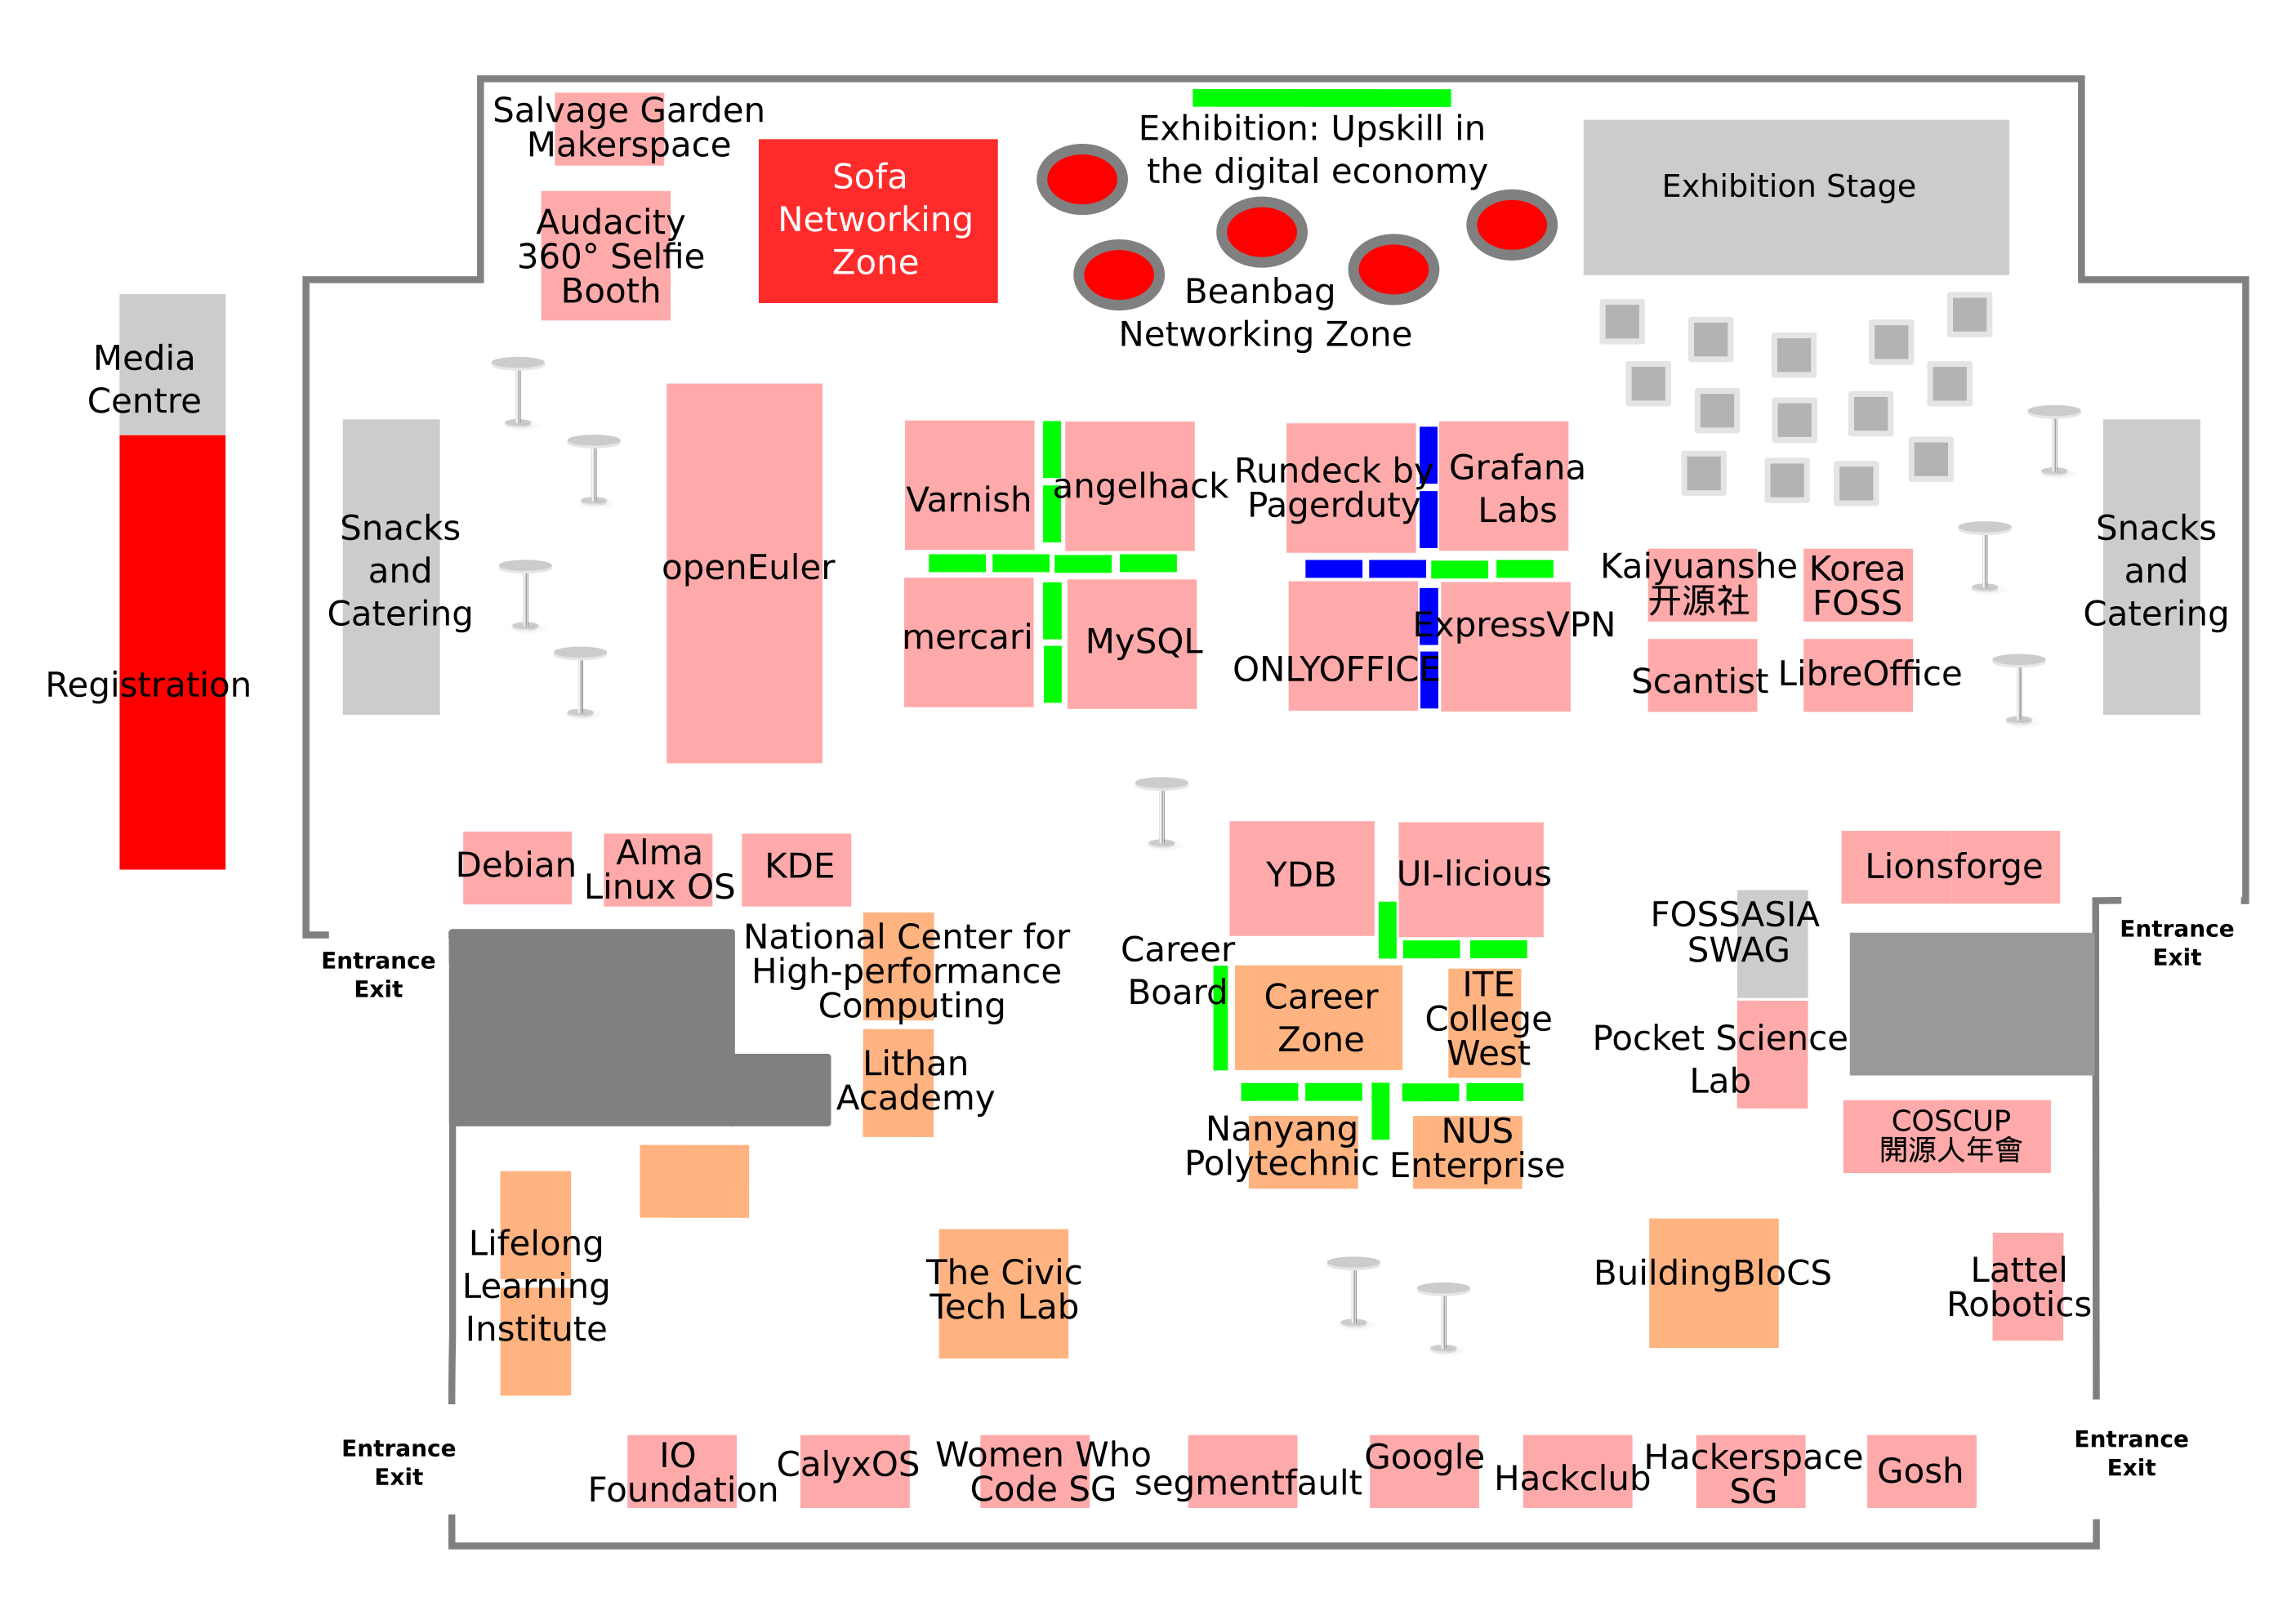 Salvage Garden
Makerspace
Audacity
360° Selfie
Booth
Sofa
Networking
Zone
Exhibition: Upskill in
the digital economy
Beanbag
Networking Zone
Exhibition Stage
Media
Centre
Registration
Snacks
and
Catering
openEuler
Varnish
angelhack
mercari
MySQL
Rundeck by
Pagerduty
Grafana
Labs
ONLYOFFICE
ExpressVPN
Kaiyuanshe
开源社
Korea
FOSS
Scantist
LibreOffice
Snacks
and
Catering
Debian
Alma
Linux OS
KDE
YDB
UI-licious
Lionsforge
FOSSASIA
SWAG
Entrance
Exit
Entrance
Exit
National Center for
High-performance
Computing
Lithan
Academy
Career
Board
Career
Zone
ITE
College
West
Pocket Science
Lab
Nanyang
Polytechnic
NUS
Enterprise
COSCUP
開源人年會
Lifelong
Learning
Institute
The Civic
Tech Lab
BuildingBloCS
Lattel
Robotics
Entrance
Exit
IO
Foundation
CalyxOS
Women Who
Code SG
segmentfault
Google
Hackclub
Hackerspace
SG
Gosh
Entrance
Exit